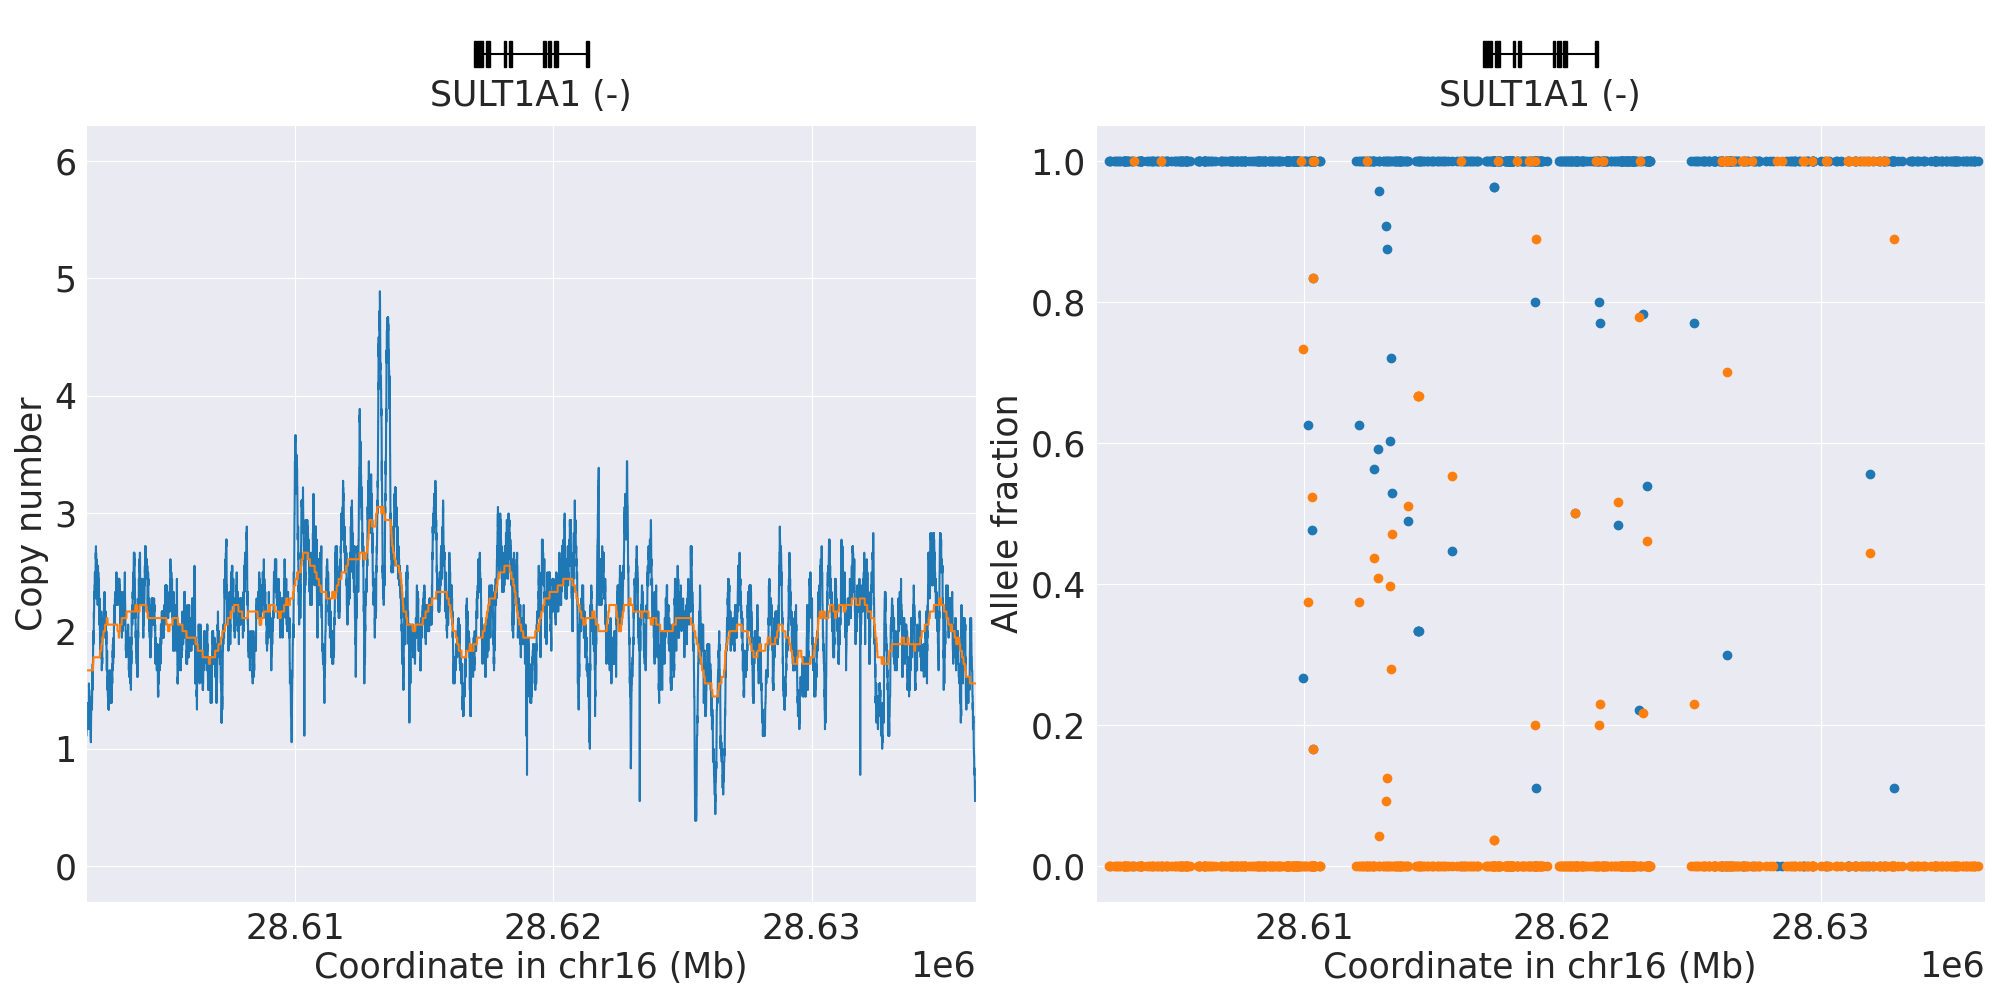 SULT1A1 (-)
SULT1A1 (-)
Copy number
6
5
4
3
2
1
0
28.61
28.62
28.63
Coordinate in chr16 (Mb)
1e6
Allele fraction
1.0
0.8
0.6
0.4
0.2
0.0
28.61
28.62
28.63
Coordinate in chr16 (Mb)
1e6